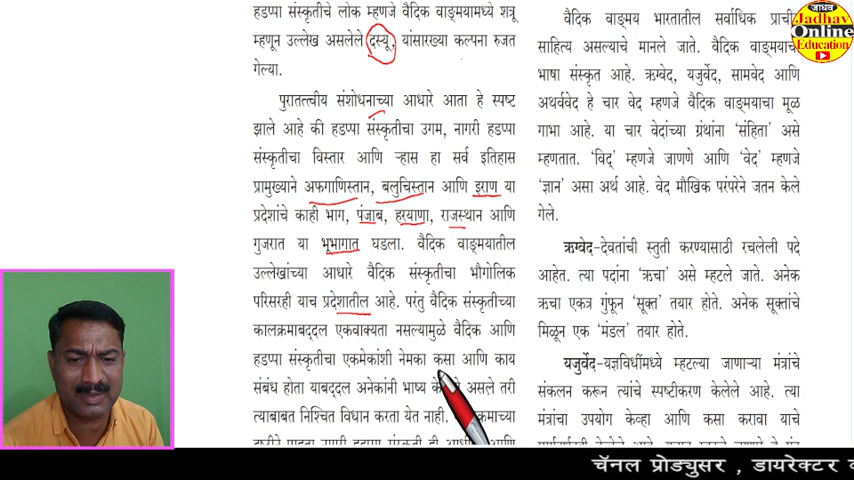 हडप्पा संस्कृतीचे लोक म्हणजे वैदिक वाङ्मयामध्ये शत्रू
म्हणून उल्लेख असलेले दस्यू, यांसारख्या कल्पना रुजत
गेल्या.
पुरातत्त्वीय संशोधनाच्या आधारे आता हे स्पष्ट
झाले आहे की हडप्पा संस्कृतीचा उगम, नागरी हडप्पा
संस्कृतीचा विस्तार आणि ऱ्हास हा सर्व इतिहास
प्रामुख्याने अफगाणिस्तान, बलुचिस्तान आणि इराण या
प्रदेशांचे काही भाग, पंजाब, हरयाणा, राजस्थान आणि
गुजरात या भूभागात घडला. वैदिक वाङ्मयातील
उल्लेखांच्या आधारे वैदिक संस्कृतीचा भौगोलिक
परिसरही याच प्रदेशातील आहे. परंतु वैदिक संस्कृतीच्या
कालक्रमाबद्दल एकवाक्यता नसल्यामुळे वैदिक आणि
हडप्पा संस्कृतीचा एकमेकांशी नेमका कसा आणि काय
संबंध होता याबद्दल अनेकांनी भाष्य असले तरी
त्याबाबत निश्चित विधान करता येत नाही.
वैदिक वाङ्मय भारतातील सर्वाधिक
साहित्य असल्याचे मानले जाते. वैदिक वाङ्मयाची
भाषा संस्कृत आहे. ऋग्वेद, यजुर्वेद, सामवेद आणि
अथर्ववेद हे चार वेद म्हणजे वैदिक वाङ्मयाचा मूळ
गाभा आहे. या चार वेदांच्या ग्रंथांना ‘संहिता’ असे
म्हणतात. ‘विद्’ म्हणजे जाणणे आणि ‘वेद’ म्हणजे
‘ज्ञान’ असा अर्थ आहे. वेद मौखिक परंपरेने जतन केले
गेले.
ऋग्वेद-देवतांची स्तुती करण्यासाठी रचलेली पदे
आहेत. त्या पदांना ‘ऋचा’ असे म्हटले जाते. अनेक
ऋचा एकत्र गुंफून ‘सूक्त’ तयार होते. अनेक सूक्तांचे
मिळून एक ‘मंडल’ तयार होते.
यजुर्वेद-यज्ञविधींमध्ये म्हटल्या जाणाऱ्या मंत्रांचे
संकलन करून त्यांचे स्पष्टीकरण केलेले आहे. त्या
मंत्रांचा उपयोग केव्हा आणि कसा करावा याचे
जाधव
Jadhav
Online
Education
चॅनल प्रोड्युसर , डायरेक्टर